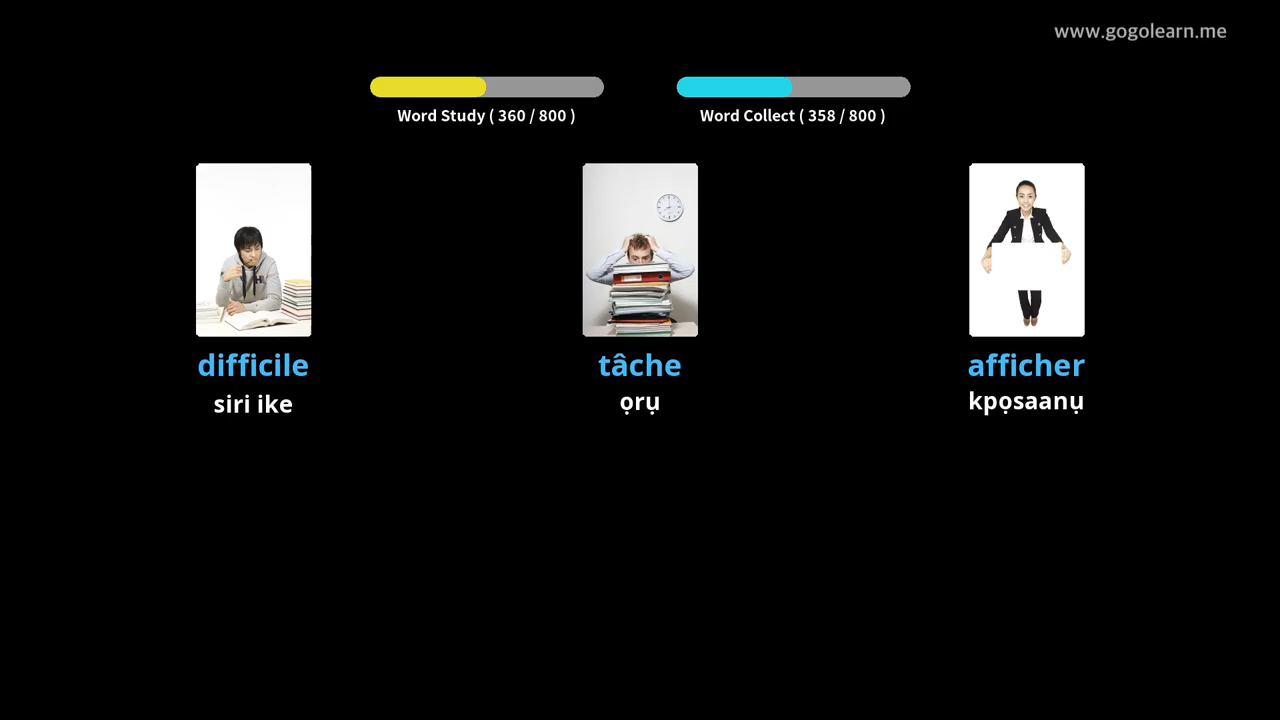 www.gogolearn.me
Word Study ( 360 / 800 )
Word Collect ( 358 / 800 )
difficile
siri ike
tâche
ọrụ
afficher
kpọsaanụ